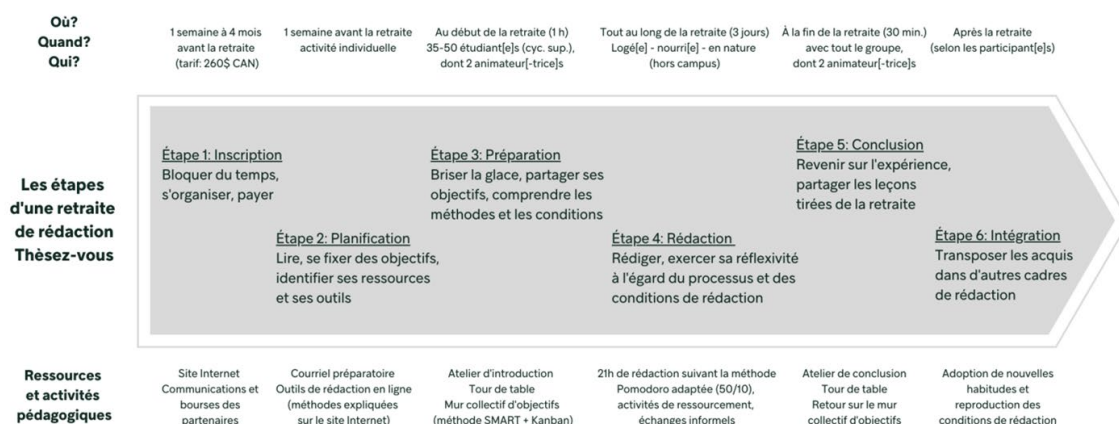 Où?
Quand?
Qui?
1 semaine à 4 mois
avant la retraite
(tarif: 260$ CAN)
1 semaine avant la retraite
activité individuelle
Au début de la retraite (1 h)
35-50 étudiant[e]s (cyc. sup.),
dont 2 animateur[-trice]s
Tout au long de la retraite (3 jours)
Logé[e] - nourri[e] - en nature
(hors campus)
À la fin de la retraite (30 min.)
avec tout le groupe,
dont 2 animateur[-trice]s
Après la retraite
(selon les participant[e]s)
Les étapes
d'une retraite
de rédaction
Thèsez-vous
Étape 1: Inscription
Bloquer du temps,
s'organiser, payer
Étape 2: Planification
Lire, se fixer des objectifs,
identifier ses ressources
et ses outils
Étape 3: Préparation
Briser la glace, partager ses
objectifs, comprendre les
méthodes et les conditions
Étape 4: Rédaction
Rédiger, exercer sa réflexivité
à l'égard du processus et des
conditions de rédaction
Étape 5: Conclusion
Revenir sur l'expérience,
partager les leçons
tirées de la retraite
Étape 6: Intégration
Transposer les acquis
dans d'autres cadres
de rédaction
Ressources
et activités
pédagogiques
Site Internet
Communications et
bourses des
partenaires
Courriel préparatoire
Outils de rédaction en ligne
(méthodes expliquées
sur le site Internet)
Atelier d'introduction
Tour de table
Mur collectif d'objectifs
(méthode SMART + Kanban)
21h de rédaction suivant la méthode
Pomodoro adaptée (50/10),
activités de ressourcement,
échanges informels
Atelier de conclusion
Tour de table
Retour sur le mur
collectif d'objectifs
Adoption de nouvelles
habitudes et
reproduction des
conditions de rédaction